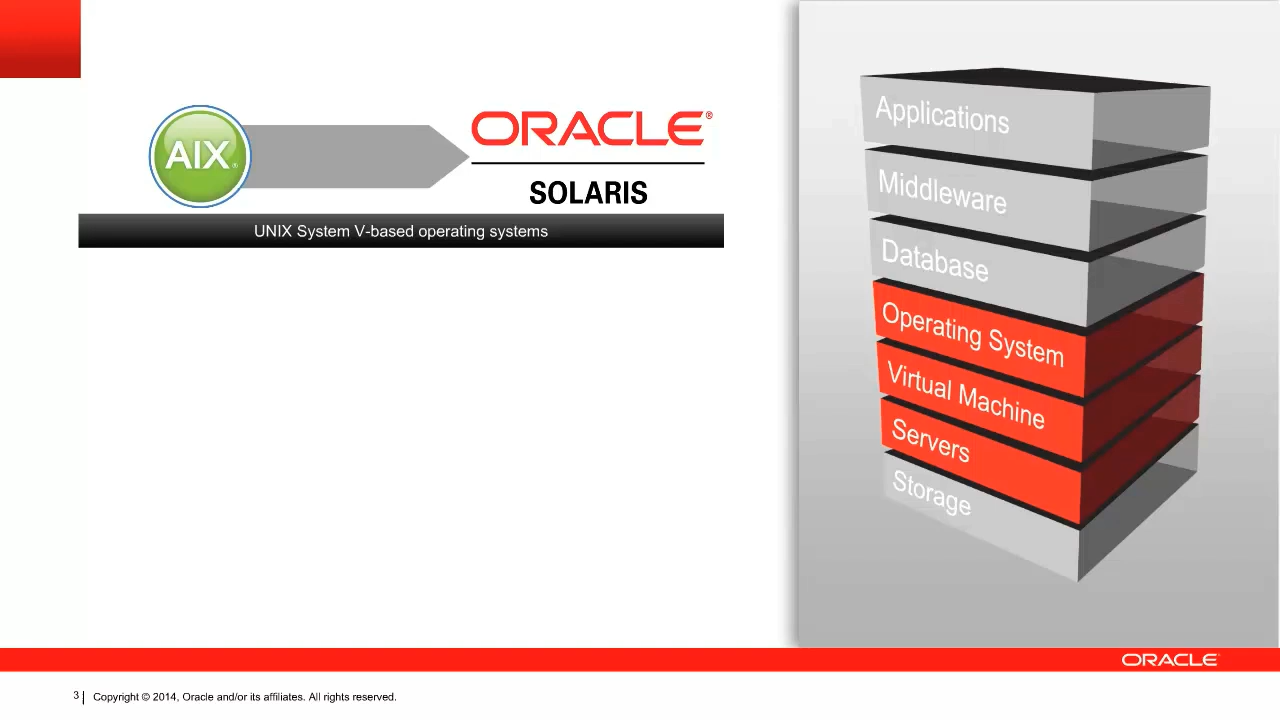 AIX®
ORACLE®
SOLARIS
UNIX System V-based operating systems
Applications
Middleware
Database
Operating System
Virtual Machine
Servers
Storage
ORACLE
3 Copyright © 2014, Oracle and/or its affiliates. All rights reserved.